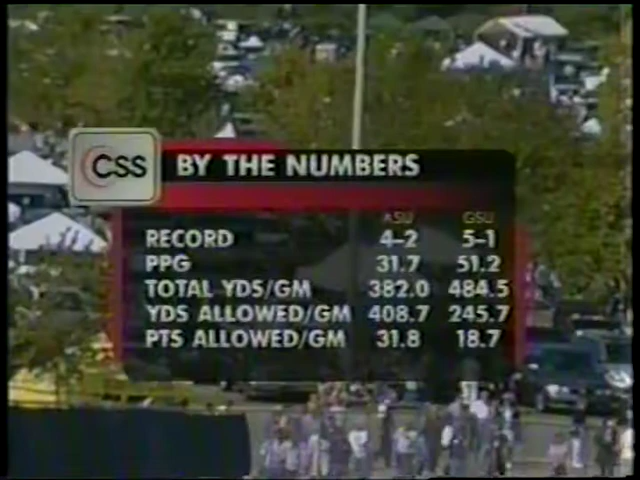 CSS BY THE NUMBERS
ASU GSU
RECORD 4-2 5-1
PPG 31.7 51.2
TOTAL YDS/GM 382.0 484.5
YDS ALLOWED/GM 408.7 245.7
PTS ALLOWED/GM 31.8 18.7